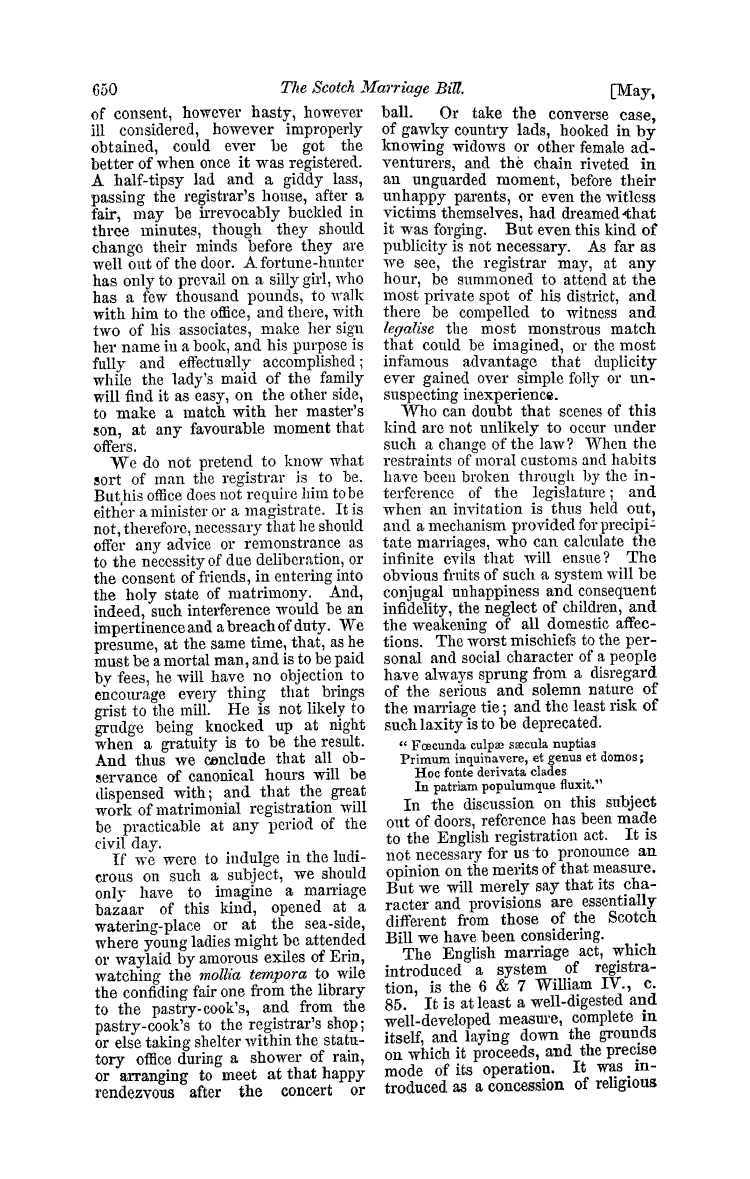 650
The Scotch Marriage Bill.
[May,
of consent, however hasty, however
ill considered, however improperly
obtained, could ever be got the
better of when once it was registered.
A half-tipsy lad and a giddy lass,
passing the registrar's house, after a
fair, may be irrevocably buckled in
three minutes, though they should
change their minds before they are
well out of the door. A fortune-hunter
has only to prevail on a silly girl, who
has a few thousand pounds, to walk
with him to the office, and there, with
two of his associates, make her sign
her name in a book, and his purpose is
fully and effectually accomplished;
while the lady's maid of the family
will find it as easy, on the other side,
to make a match with her master's
son, at any favourable moment that
offers.
We do not pretend to know what
sort of man the registrar is to be.
But his office does not require him to be
either a minister or a magistrate. It is
not, therefore, necessary that he should
offer any advice or remonstrance as
to the necessity of due deliberation, or
the consent of friends, in entering into
the holy state of matrimony. And,
indeed, such interference would be an
impertinence and a breach of duty. We
presume, at the same time, that, as he
must be a mortal man, and is to be paid
by fees, he will have no objection to
encourage every thing that brings
grist to the mill. He is not likely to
grudge being knocked up at night
when a gratuity is to be the result.
And thus we conclude that all ob-
servance of canonical hours will be
dispensed with; and that the great
work of matrimonial registration will
be practicable at any period of the
civil day.
If we were to indulge in the ludi-
crous on such a subject, we should
only have to imagine a marriage
bazaar of this kind, opened at a
watering-place or at the sea-side,
where young ladies might be attended
or waylaid by amorous exiles of Erin,
watching the mollia tempora to wile
the confiding fair one from the library
to the pastry-cook's, and from the
pastry-cook's to the registrar's shop;
or else taking shelter within the statu-
tory office during a shower of rain,
or arranging to meet at that happy
rendezvous after the concert or
ball. Or take the converse case,
of gawky country lads, hooked in by
knowing widows or other female ad-
venturers, and the chain riveted in
an unguarded moment, before their
unhappy parents, or even the witless
victims themselves, had dreamed that
it was forging. But even this kind of
publicity is not necessary. As far as
we see, the registrar may, at any
hour, be summoned to attend at the
most private spot of his district, and
there be compelled to witness and
legalise the most monstrous match
that could be imagined, or the most
infamous advantage that duplicity
ever gained over simple folly or un-
suspecting inexperience.
Who can doubt that scenes of this
kind are not unlikely to occur under
such a change of the law? When the
restraints of moral customs and habits
have been broken through by the in-
terference of the legislature; and
when an invitation is thus held out,
and a mechanism provided for precipi-
tate marriages, who can calculate the
infinite evils that will ensue? The
obvious fruits of such a system will be
conjugal unhappiness and consequent
infidelity, the neglect of children, and
the weakening of all domestic affec-
tions. The worst mischiefs to the per-
sonal and social character of a people
have always sprung from a disregard
of the serious and solemn nature of
the marriage tie; and the least risk of
such laxity is to be deprecated.
"Fœcunda culpæ sæcula nuptias
Primum inquinavere, et genus et domos;
Hoc fonte derivata clades
In patriam populumque fluxit."
In the discussion on this subject
out of doors, reference has been made
to the English registration act. It is
not necessary for us to pronounce an
opinion on the merits of that measure.
But we will merely say that its cha-
racter and provisions are essentially
different from those of the Scotch
Bill we have been considering.
The English marriage act, which
introduced a system of registra-
tion, is the 6 & 7 William IV., c.
85. It is at least a well-digested and
well-developed measure, complete in
itself, and laying down the grounds
on which it proceeds, and the precise
mode of its operation. It was in-
troduced as a concession of religious